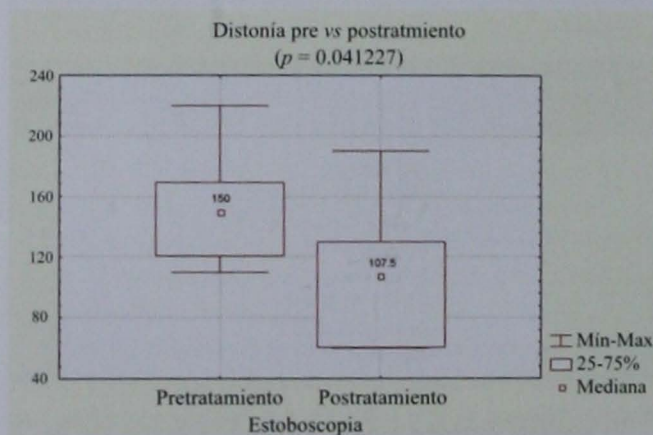 Distonía pre vs postratmiento
(p = 0.041227)
240
200
160
120
80
40
150
107.5
Pretratamiento Postratamiento
Estoboscopia
Mín-Max
25-75%
Mediana